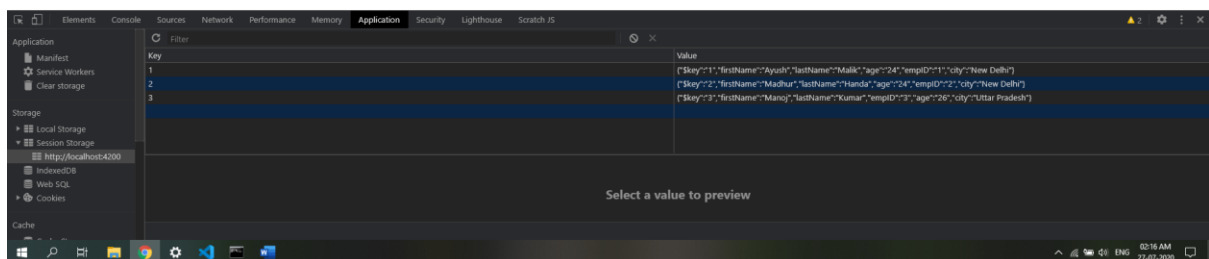 Elements Console Sources Network Performance Memory Application Security Lighthouse Scratch JS 2
Application
Manifest
Service Workers
Clear storage
Storage
Local Storage
Session Storage
http://localhost:4200
IndexedDB
Web SQL
Cookies
Cache
Filter
Key Value
1 {"$key":"1","firstName":"Ayush","lastName":"Malik","age":"24","empID":"1","city":"New Delhi"}
2 {"$key":"2","firstName":"Madhur","lastName":"Handa","age":"24","empID":"2","city":"New Delhi"}
3 {"$key":"3","firstName":"Manoj","lastName":"Kumar","empID":"3","age":"26","city":"Uttar Pradesh"}
Select a value to preview
ENG 02:16 AM
27-07-2020